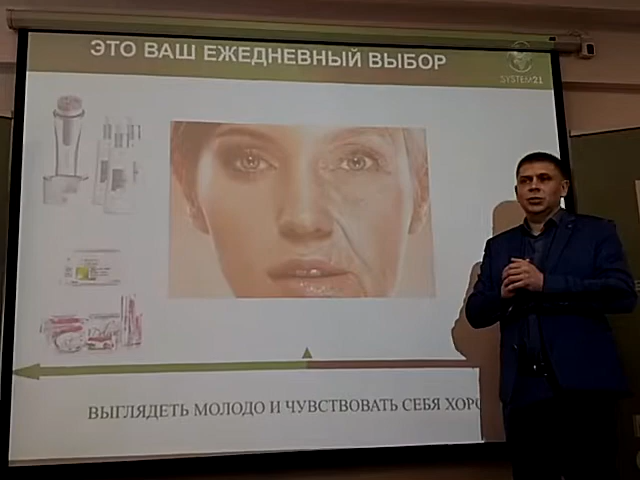 ЭТО ВАШ ЕЖЕДНЕВНЫЙ ВЫБОР
SYSTEM21
ВЫГЛЯДЕТЬ МОЛОДО И ЧУВСТВОВАТЬ СЕБЯ ХОРО